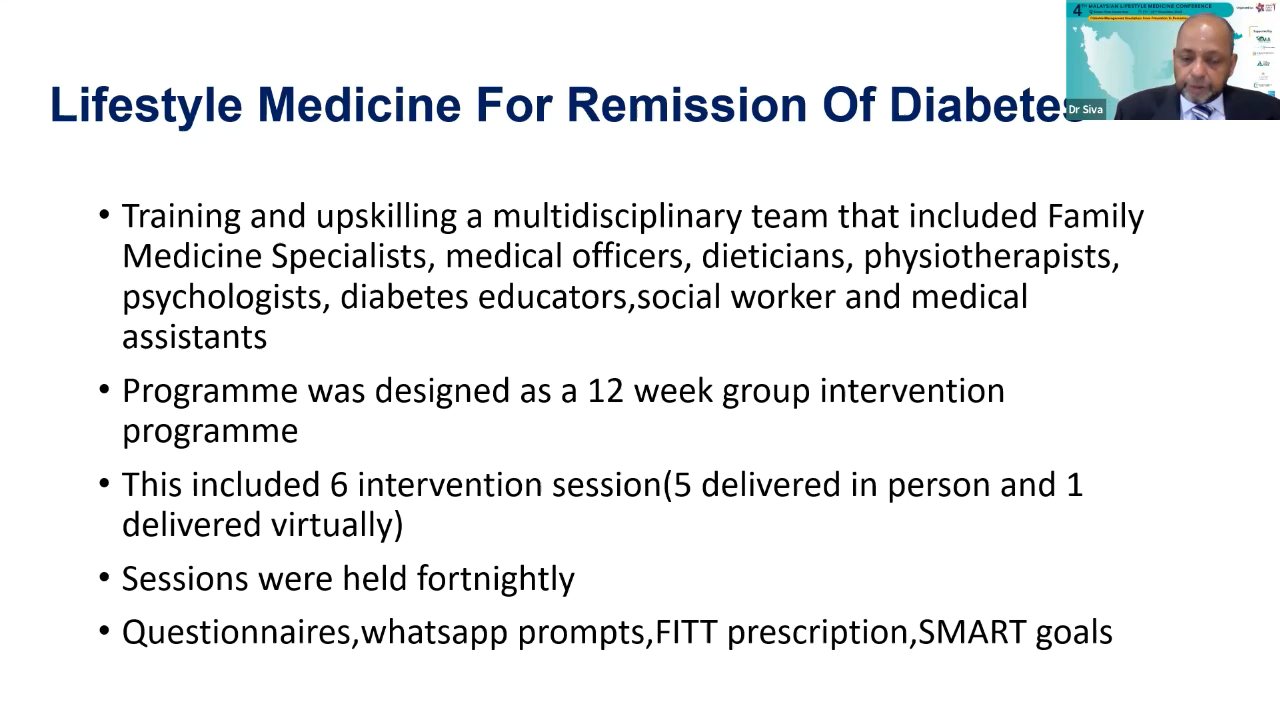 4TH MALAYSIAN LIFESTYLE MEDICINE CONFERENCE
Lifestyle Medicine For Remission Of Diabetes
Dr Siva
• Training and upskilling a multidisciplinary team that included Family
Medicine Specialists, medical officers, dieticians, physiotherapists,
psychologists, diabetes educators,social worker and medical
assistants
• Programme was designed as a 12 week group intervention
programme
• This included 6 intervention session(5 delivered in person and 1
delivered virtually)
• Sessions were held fortnightly
• Questionnaires,whatsapp prompts,FITT prescription,SMART goals